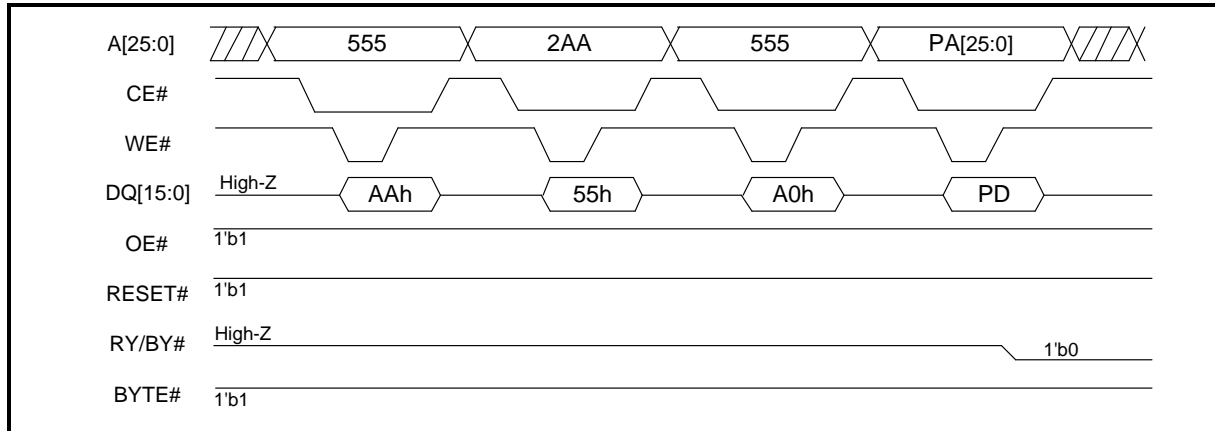 A[25:0] 555 2AA 555 PA[25:0]
CE#
WE#
DQ[15:0] High-Z AAh 55h A0h PD
OE# 1'b1
RESET# 1'b1
RY/BY# High-Z 1'b0
BYTE# 1'b1